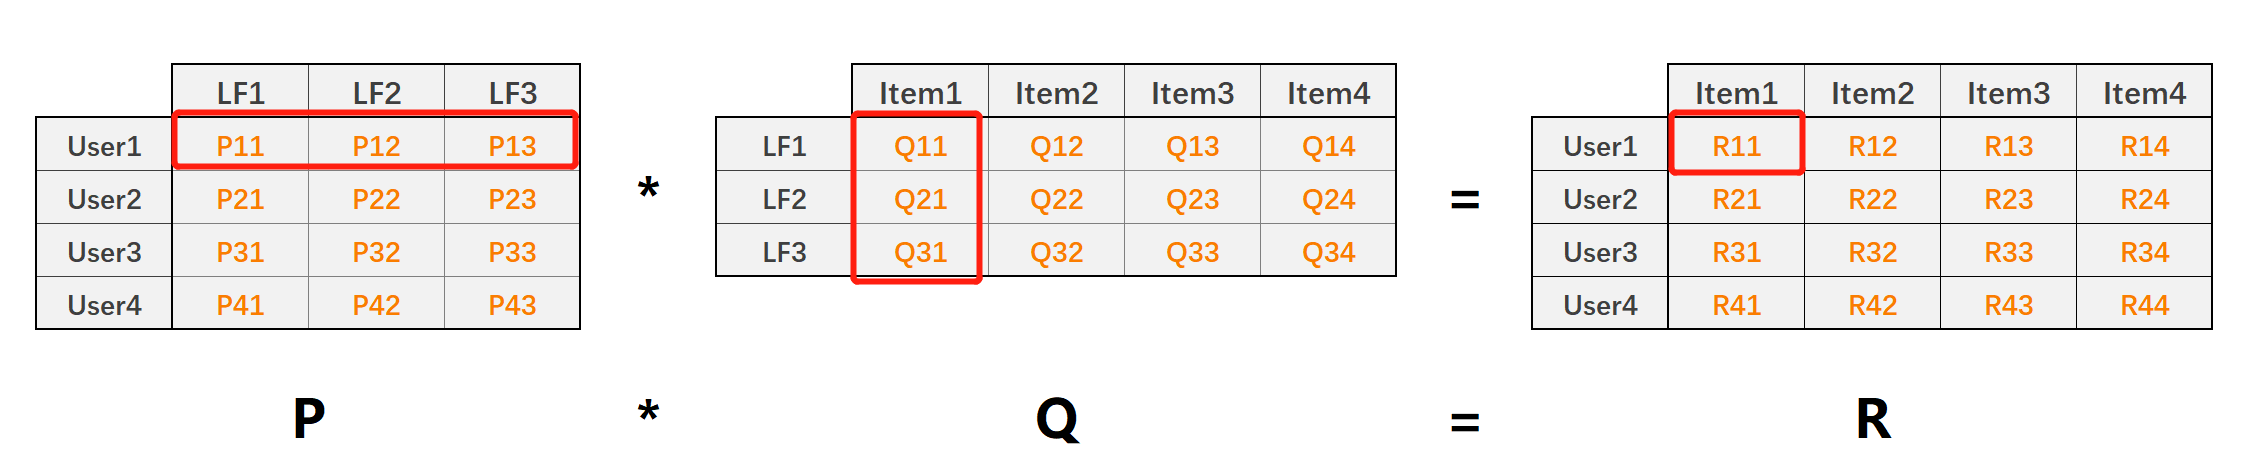 LF1 LF2 LF3 Item1 Item2 Item3 Item4 Item1 Item2 Item3 Item4
User1 P11 P12 P13 LF1 Q11 Q12 Q13 Q14 User1 R11 R12 R13 R14
User2 P21 P22 P23 * LF2 Q21 Q22 Q23 Q24 = User2 R21 R22 R23 R24
User3 P31 P32 P33 LF3 Q31 Q32 Q33 Q34 User3 R31 R32 R33 R34
User4 P41 P42 P43 User4 R41 R42 R43 R44
P * Q = R